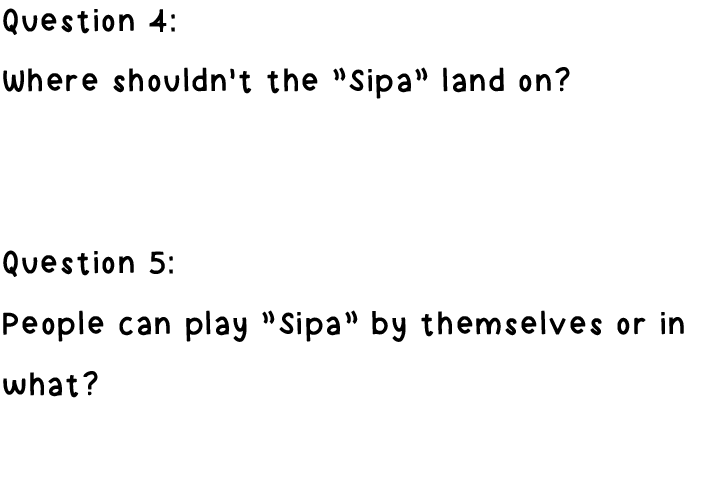 Question 4:
Where shouldn't the "Sipa" land on?
Question 5:
People can play "Sipa" by themselves or in
what?